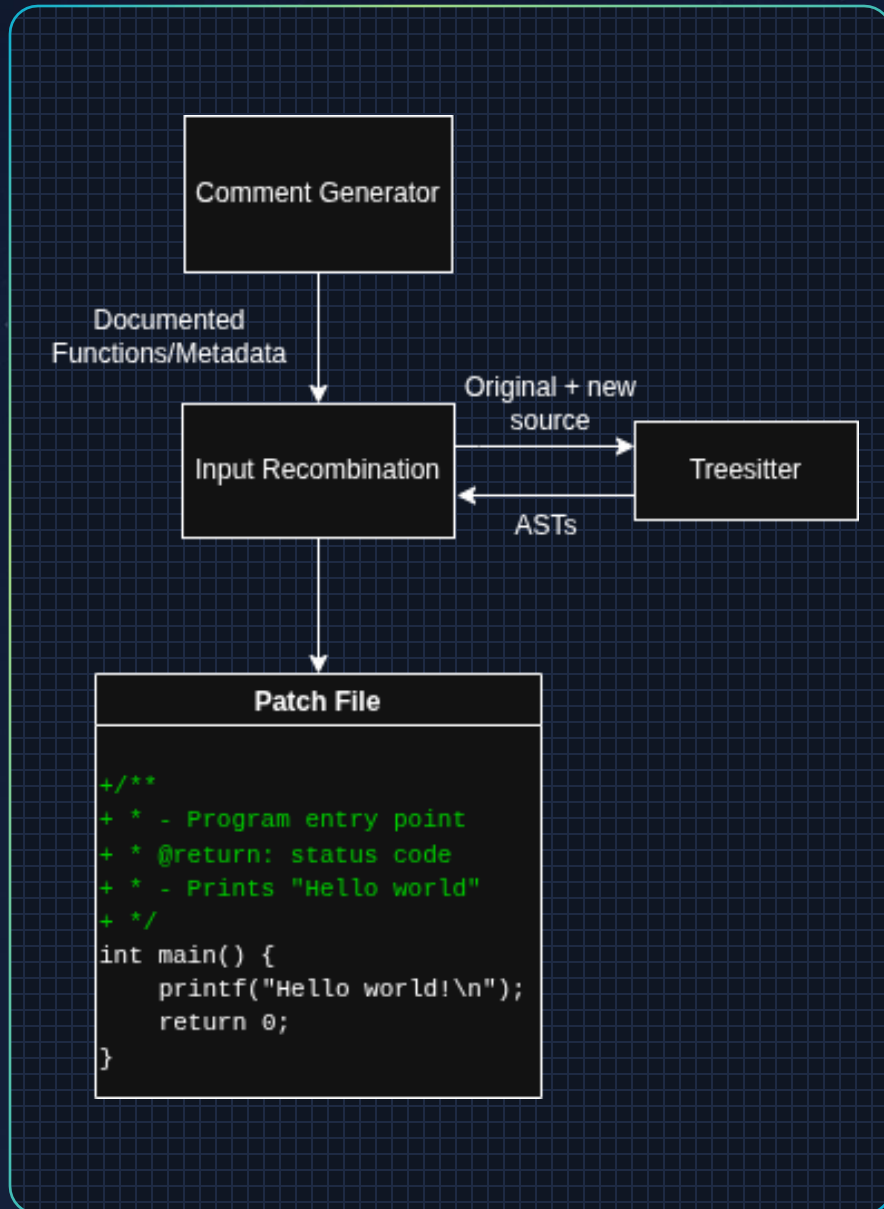 Comment Generator
Documented
Functions/Metadata
Original + new
source
Input Recombination
Treesitter
ASTs
Patch File
+/**
+ * - Program entry point
+ * @return: status code
+ * - Prints "Hello world"
+ */
int main() {
    printf("Hello world!\n");
    return 0;
}